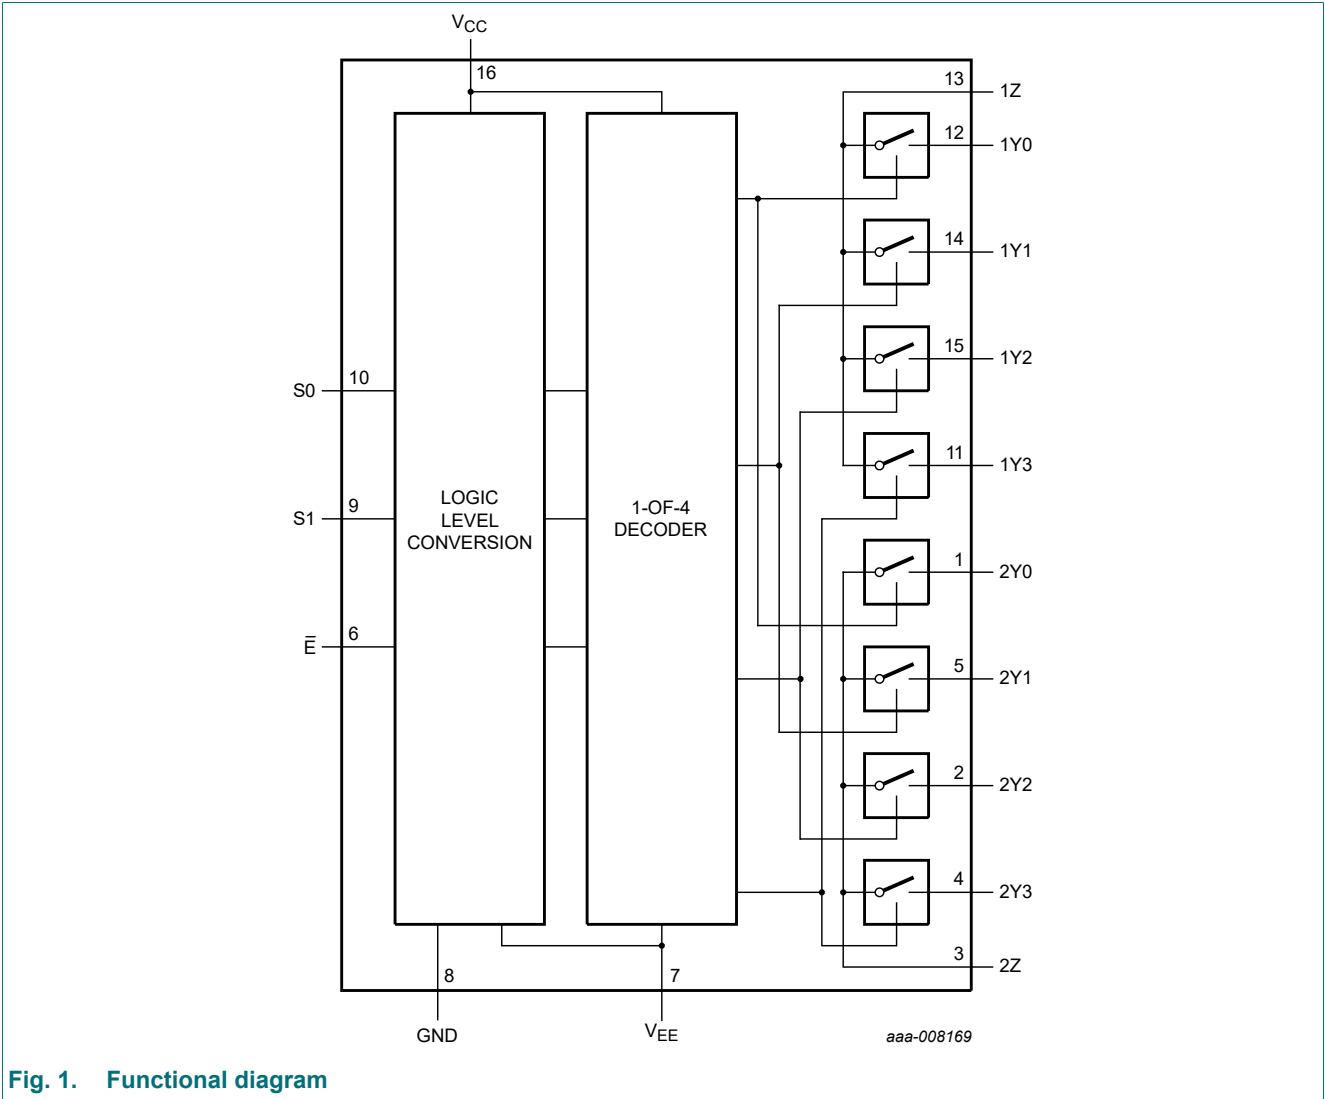 VCC
16
13
1Z
12
1Y0
14
1Y1
15
1Y2
S0
10
11
1Y3
S1
9
LOGIC
LEVEL
CONVERSION
1-OF-4
DECODER
1
2Y0
E̅
6
5
2Y1
2
2Y2
4
2Y3
3
2Z
8
7
GND
VEE
aaa-008169
Fig. 1. Functional diagram